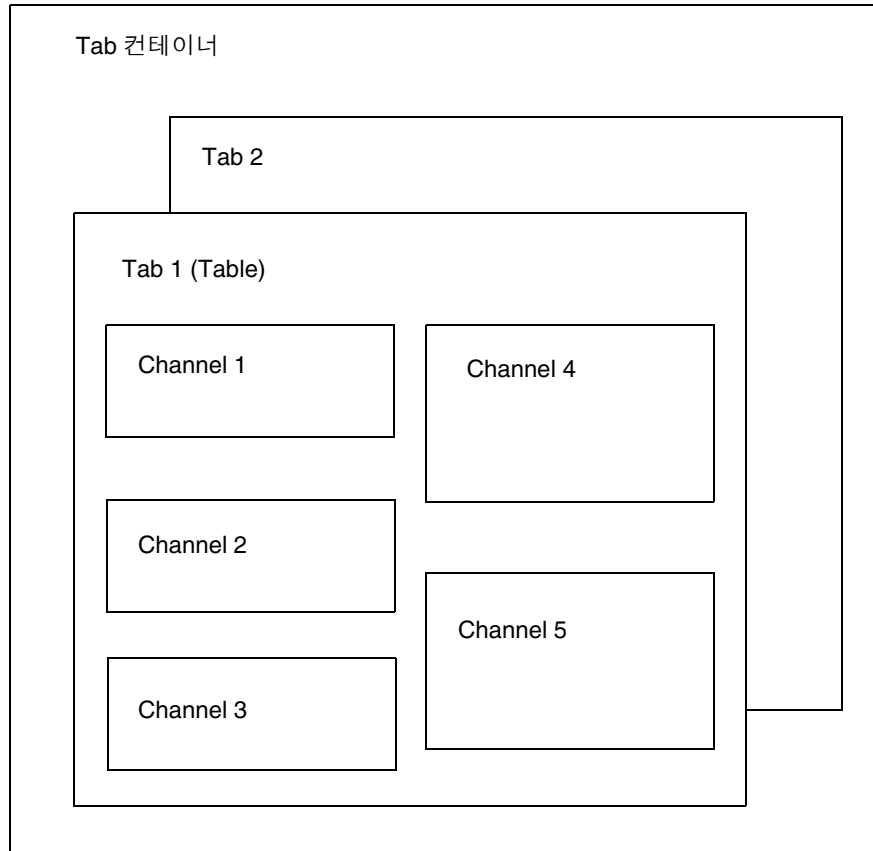 Tab 컨테이너
Tab 2
Tab 1 (Table)
Channel 1
Channel 2
Channel 3
Channel 4
Channel 5